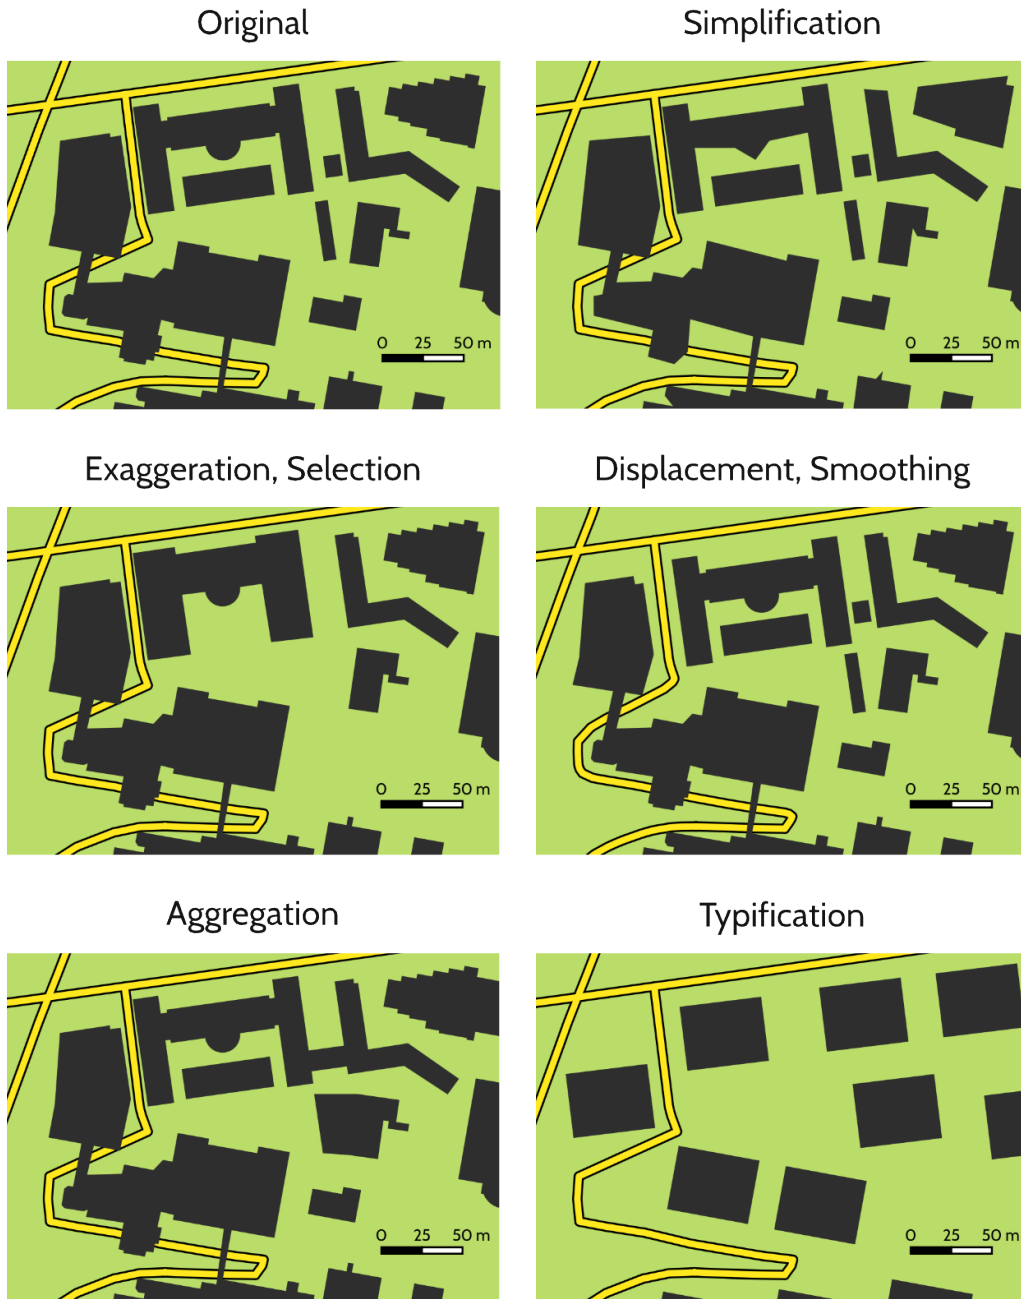 Original
Simplification
0 25 50 m
0 25 50 m
Exaggeration, Selection
Displacement, Smoothing
0 25 50 m
0 25 50 m
Aggregation
Typification
0 25 50 m
0 25 50 m